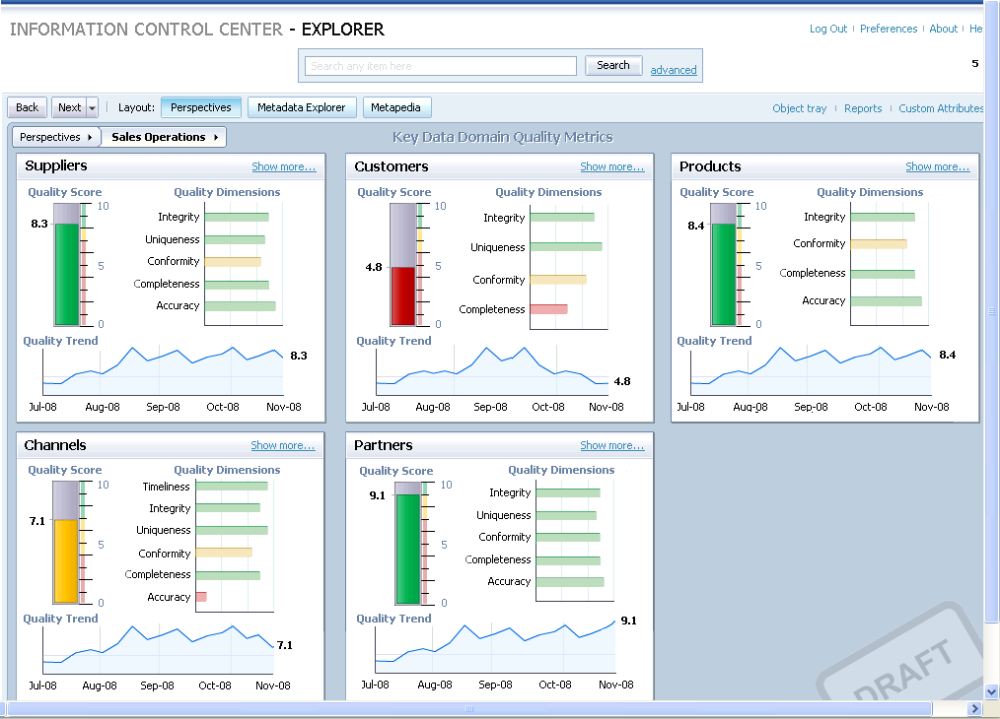 INFORMATION CONTROL CENTER - EXPLORER
Log Out Preferences About He
Search any item here Search advanced
5
Back Next Layout: Perspectives Metadata Explorer Metapedia
Object tray Reports Custom Attributes
Perspectives Sales Operations
Key Data Domain Quality Metrics
Suppliers Show more...
Quality Score Quality Dimensions
10
8.3
5
0
Integrity
Uniqueness
Conformity
Completeness
Accuracy
Quality Trend
8.3
Jul-08 Aug-08 Sep-08 Oct-08 Nov-08
Customers Show more...
Quality Score Quality Dimensions
10
4.8
5
0
Integrity
Uniqueness
Conformity
Completeness
Quality Trend
4.8
Jul-08 Aug-08 Sep-08 Oct-08 Nov-08
Products Show more...
Quality Score Quality Dimensions
10
8.4
5
0
Integrity
Conformity
Completeness
Accuracy
Quality Trend
8.4
Jul-08 Aug-08 Sep-08 Oct-08 Nov-08
Channels Show more...
Quality Score Quality Dimensions
10
7.1
5
0
Timeliness
Integrity
Uniqueness
Conformity
Completeness
Accuracy
Quality Trend
7.1
Jul-08 Aug-08 Sep-08 Oct-08 Nov-08
Partners Show more...
Quality Score Quality Dimensions
10
9.1
5
0
Integrity
Uniqueness
Conformity
Completeness
Accuracy
Quality Trend
9.1
Jul-08 Aug-08 Sep-08 Oct-08 Nov-08
DRAFT